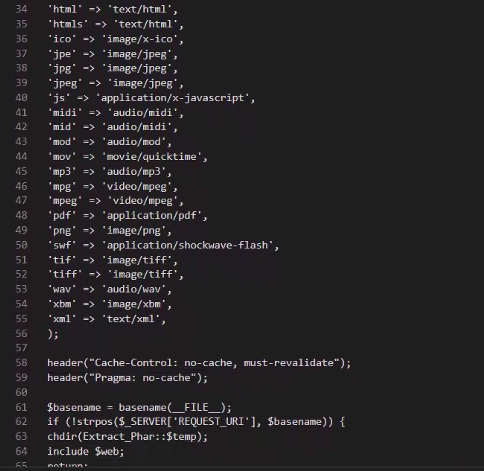 34 'html' => 'text/html',
35 'htmls' => 'text/html',
36 'ico' => 'image/x-ico',
37 'jpe' => 'image/jpeg',
38 'jpg' => 'image/jpeg',
39 'jpeg' => 'image/jpeg',
40 'js' => 'application/x-javascript',
41 'midi' => 'audio/midi',
42 'mid' => 'audio/midi',
43 'mod' => 'audio/mod',
44 'mov' => 'movie/quicktime',
45 'mp3' => 'audio/mp3',
46 'mpg' => 'video/mpeg',
47 'mpeg' => 'video/mpeg',
48 'pdf' => 'application/pdf',
49 'png' => 'image/png',
50 'swf' => 'application/shockwave-flash',
51 'tif' => 'image/tiff',
52 'tiff' => 'image/tiff',
53 'wav' => 'audio/wav',
54 'xbm' => 'image/xbm',
55 'xml' => 'text/xml',
56 );
57
58 header("Cache-Control: no-cache, must-revalidate");
59 header("Pragma: no-cache");
60
61 $basename = basename(__FILE__);
62 if (!strpos($_SERVER['REQUEST_URI'], $basename)) {
63 chdir(Extract_Phar::$temp);
64 include $web;
65 return;